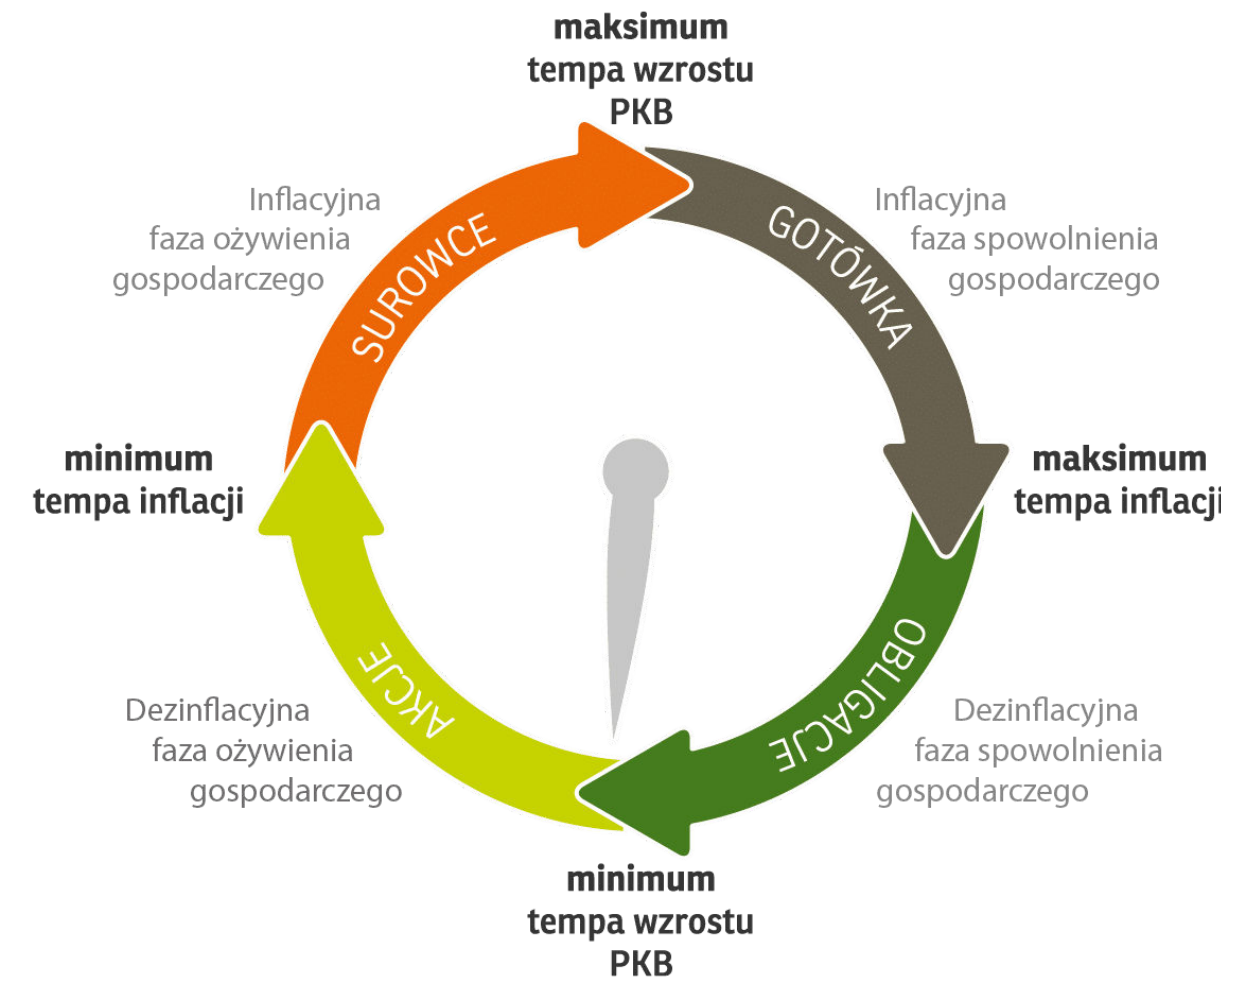 maksimum
tempa wzrostu
PKB
Inflacyjna
faza ożywienia
gospodarczego
SUROWCE
GOTÓWKA
Inflacyjna
faza spowolnienia
gospodarczego
minimum
tempa inflacji
maksimum
tempa inflacji
Dezinflacyjna
faza ożywienia
gospodarczego
AKCJE
OBLIGACJE
Dezinflacyjna
faza spowolnienia
gospodarczego
minimum
tempa wzrostu
PKB